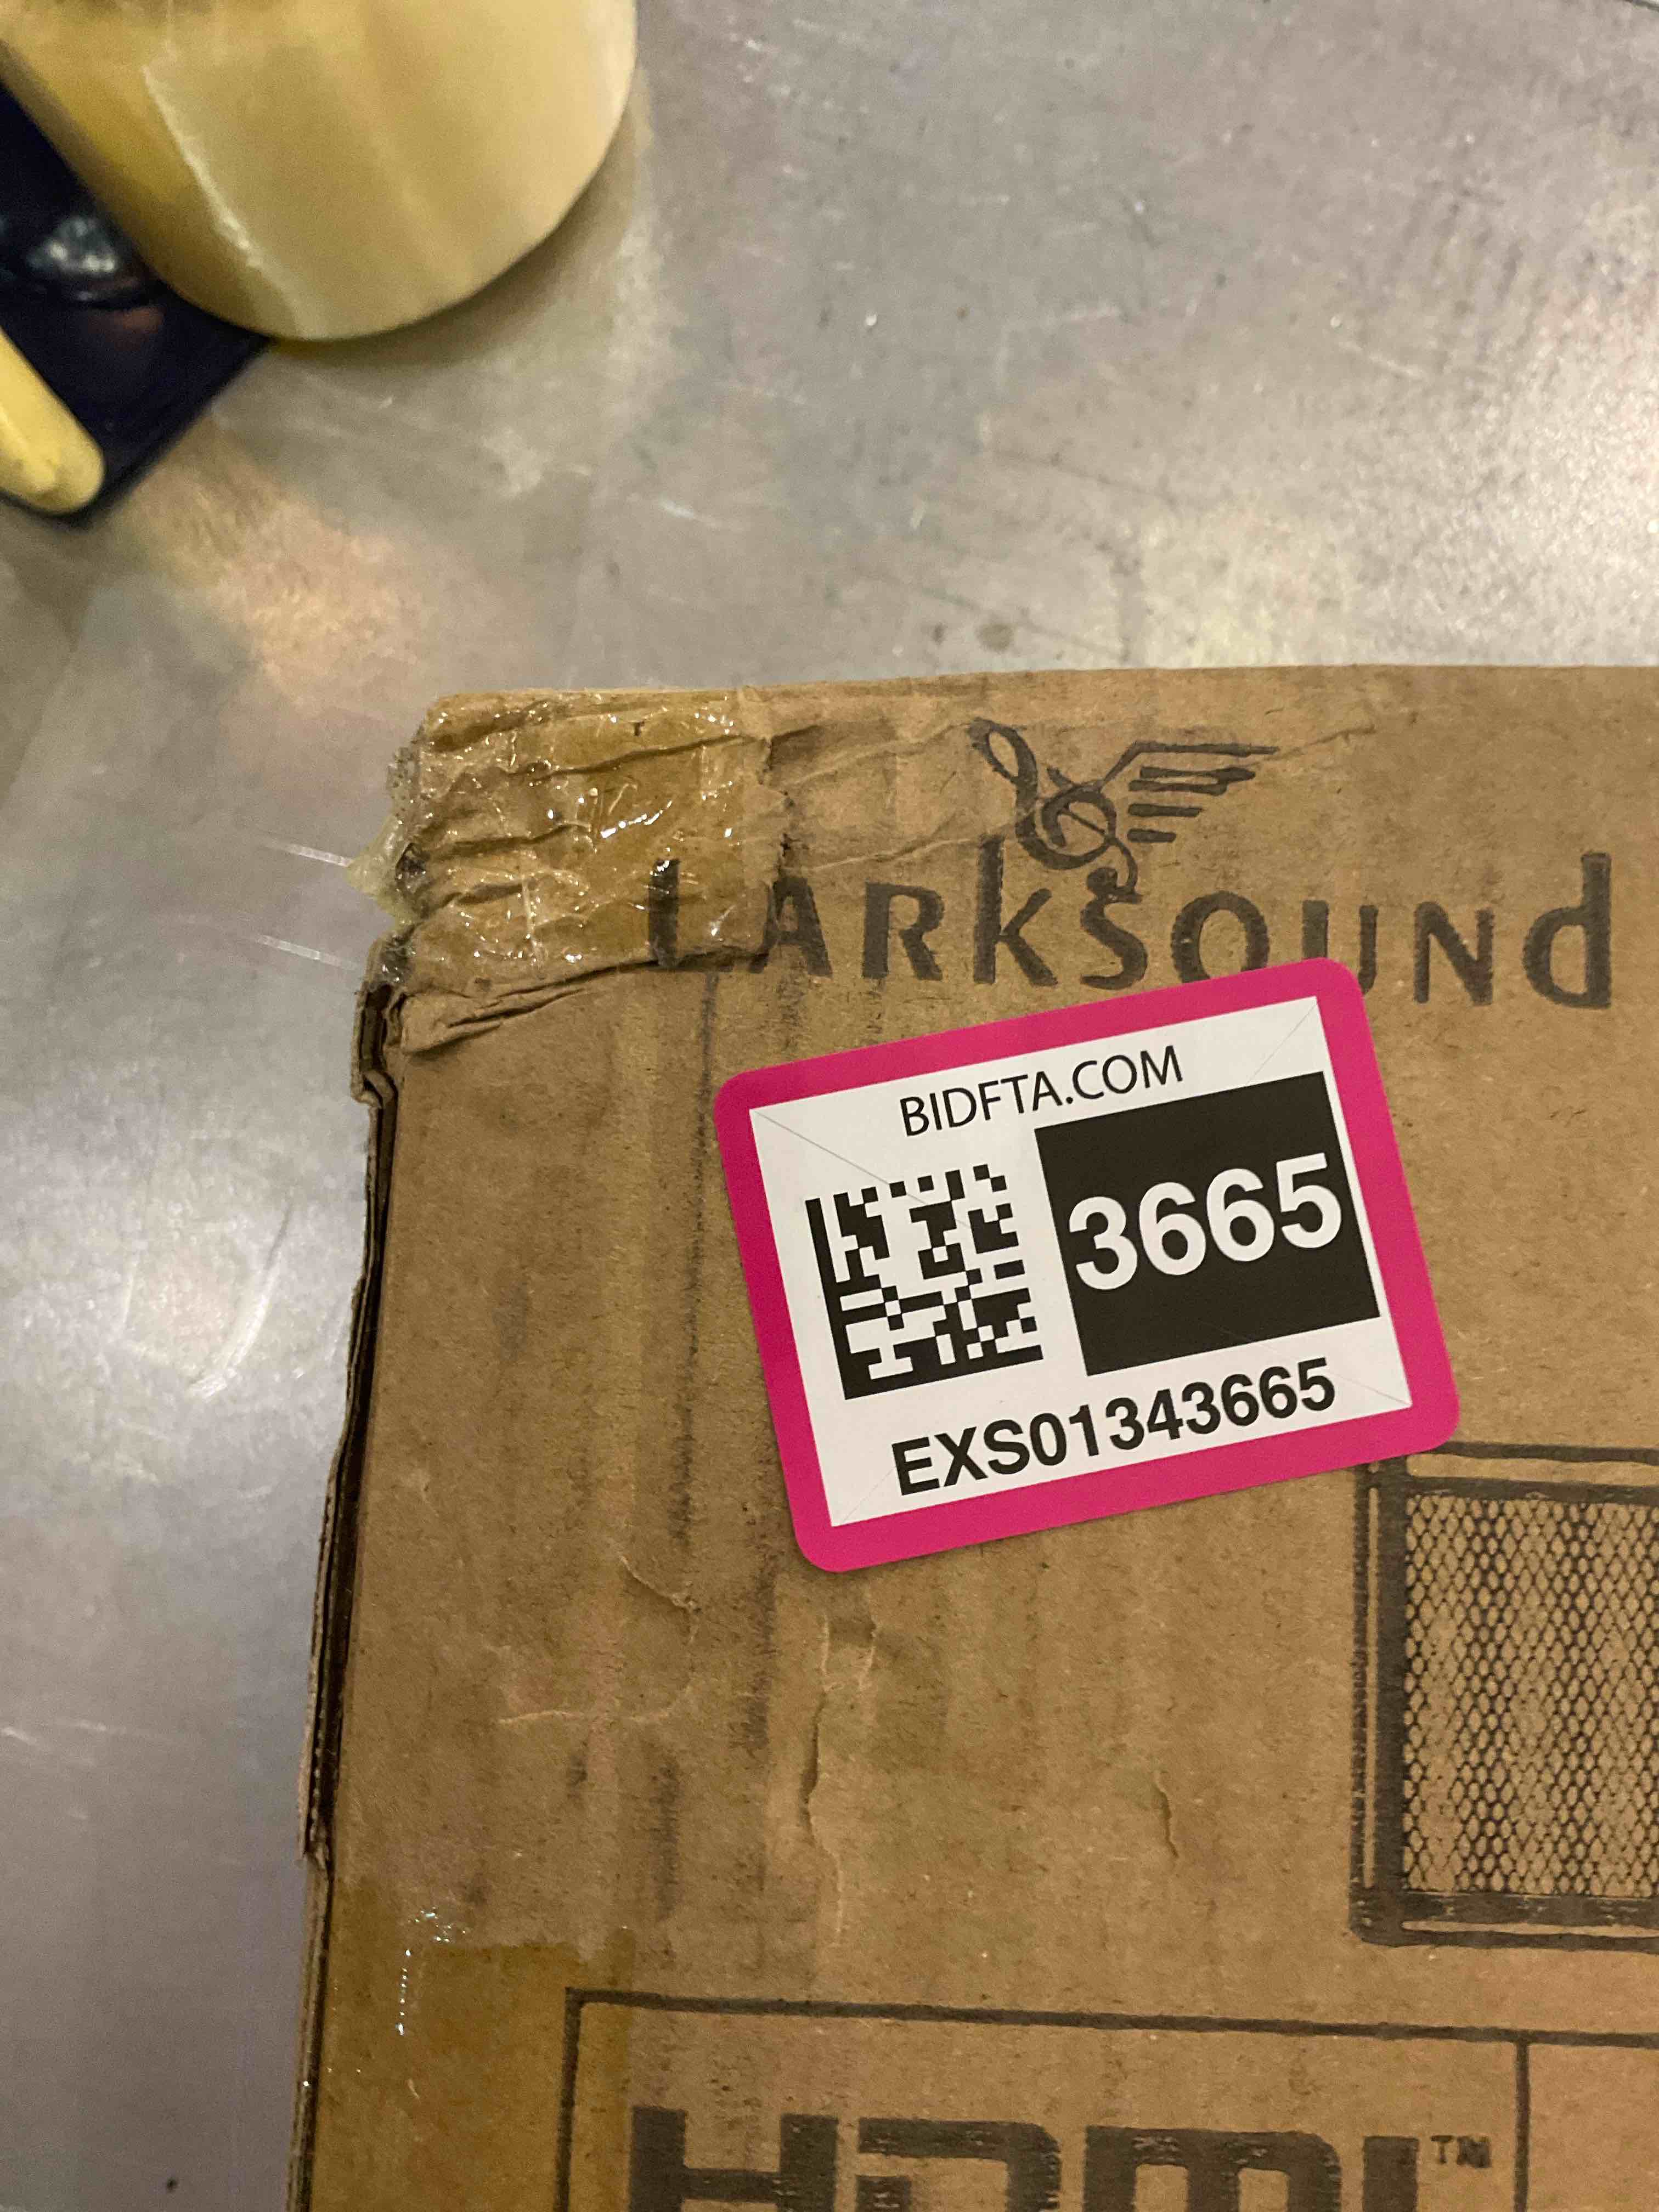 LARKSOUNd
BIDFTA.COM
3665
EXS01343665
HDMI™